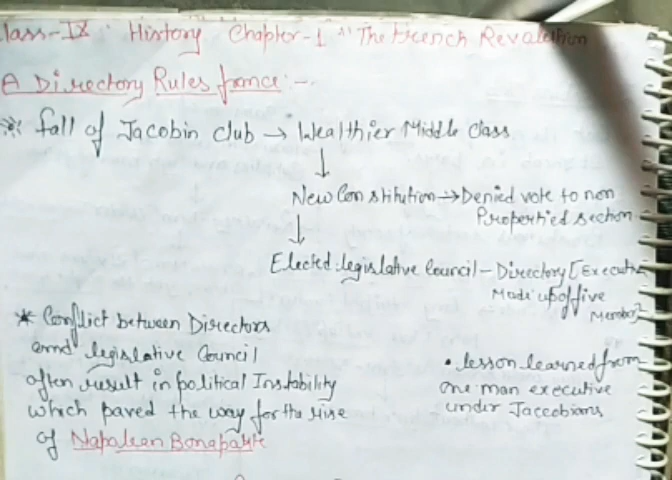 lass-IX : History Chapter-1 "The French Revolution
A Directory Rules france :-
* fall of Jacobin club → Wealthier Middle Class
↓
New Constitution → Denied vote to non
Propertied section
↓
Elected legislative Council - Directory [Executiv
Made up of five
Member]
* Conflict between Directors
and legislative Council
often result in political Instability
which paved the way for the rise
of Napolean Bonaparte
• lesson learned from
one man executive
under Jaceobians